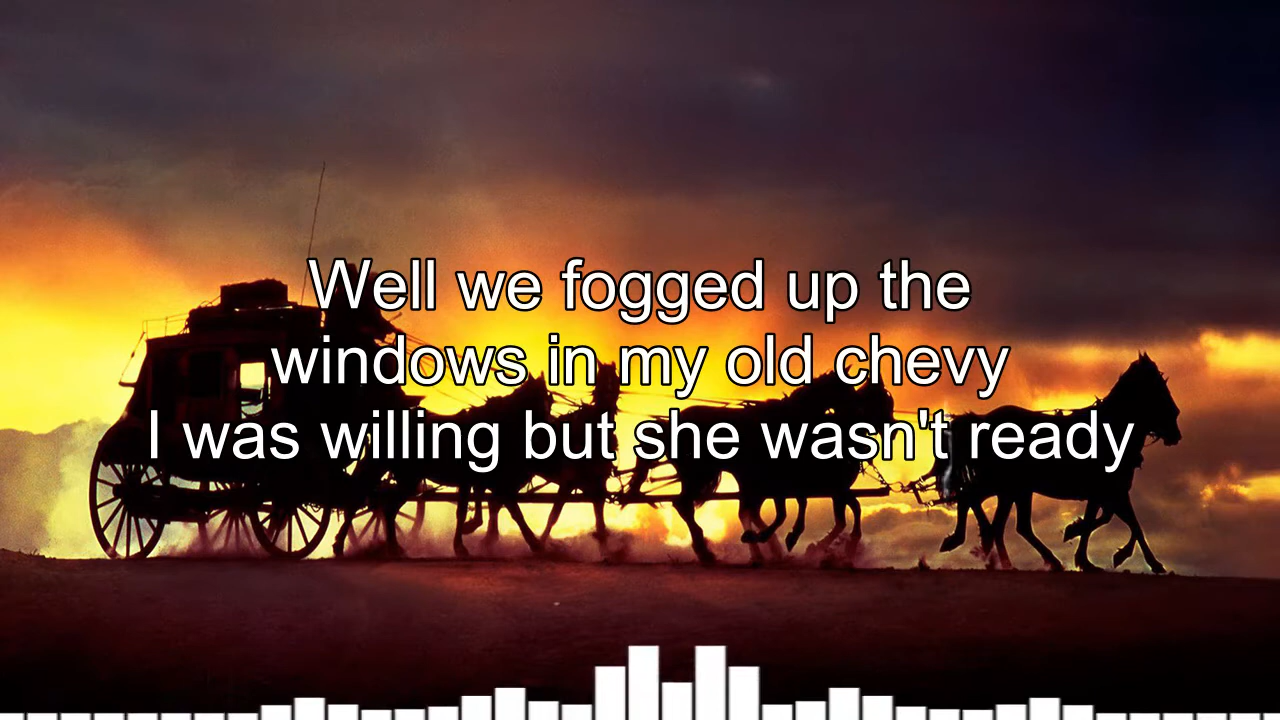 Well we fogged up the
windows in my old chevy
I was willing but she wasn't ready